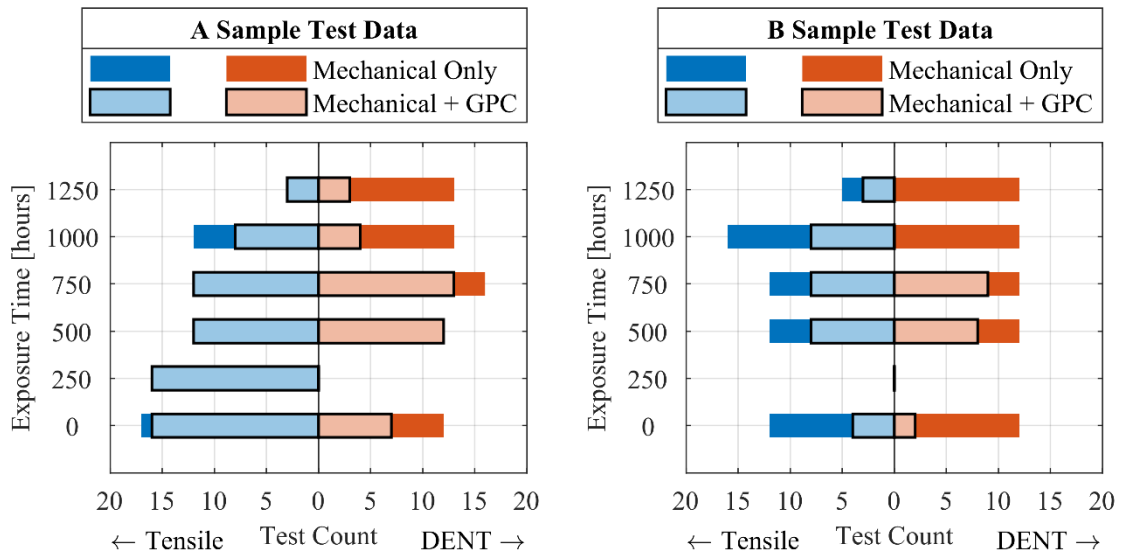 A Sample Test Data
Mechanical Only
Mechanical + GPC
Exposure Time [hours]
1250
1000
750
500
250
0
20 15 10 5 0 5 10 15 20
← Tensile Test Count DENT →
B Sample Test Data
Mechanical Only
Mechanical + GPC
Exposure Time [hours]
1250
1000
750
500
250
0
20 15 10 5 0 5 10 15 20
← Tensile Test Count DENT →